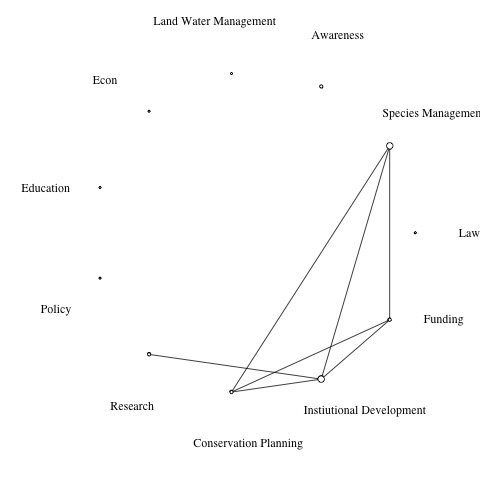 Land Water Management
Awareness
Econ
Species Managemen
Education
Law
Policy
Funding
Research
Instiutional Development
Conservation Planning